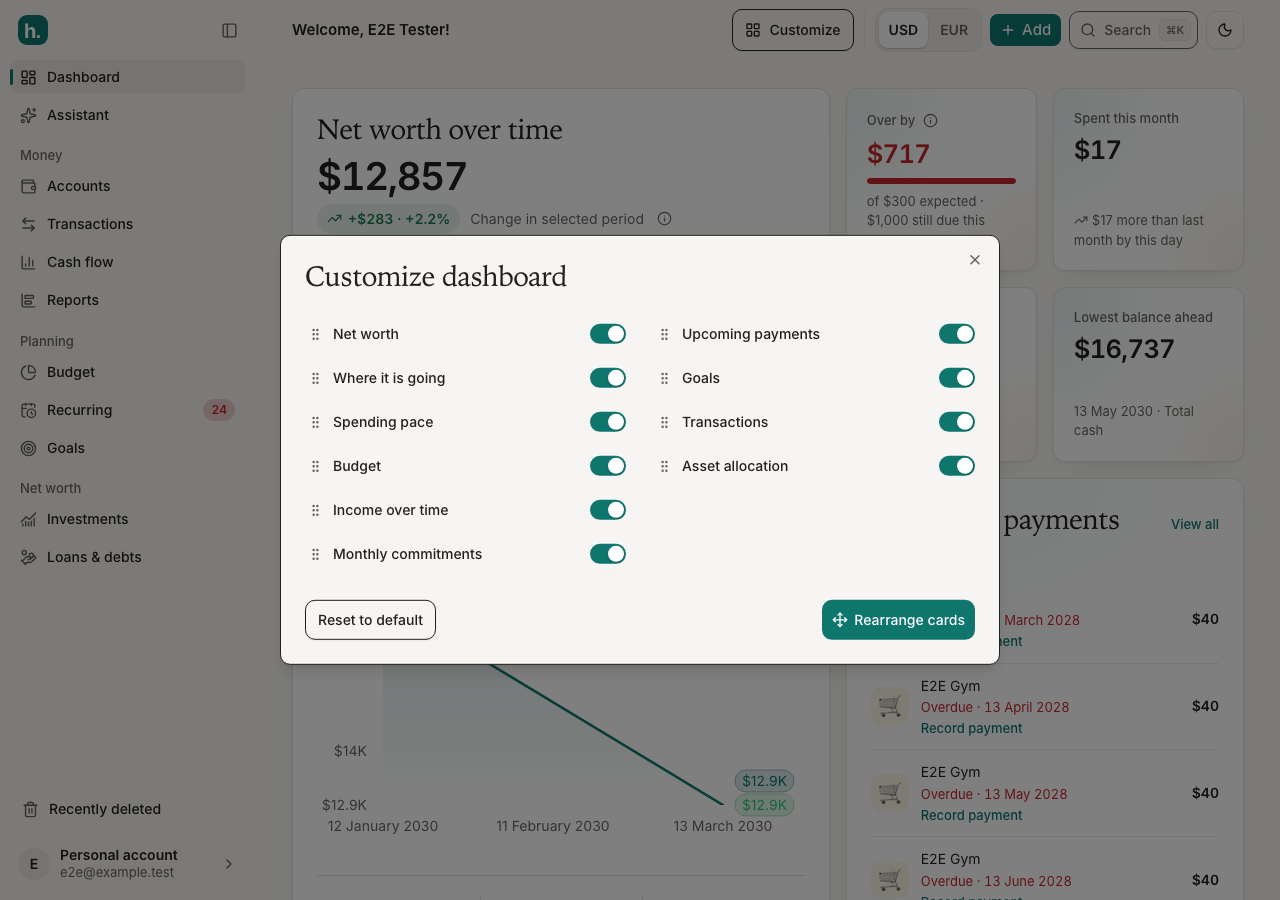 h.
Dashboard
Assistant
Money
Accounts
Transactions
Cash flow
Reports
Planning
Budget
Recurring 24
Goals
Net worth
Investments
Loans & debts
Recently deleted
E
Personal account
e2e@example.test
Welcome, E2E Tester!
Customize
USD EUR
Add
Search ⌘K
Net worth over time
$12,857
+$283 · +2.2% Change in selected period
Over by
$717
of $300 expected ·
$1,000 still due this
Spent this month
$17
$17 more than last
month by this day
Lowest balance ahead
$16,737
13 May 2030 · Total
cash
Customize dashboard
Net worth
Where it is going
Spending pace
Budget
Income over time
Monthly commitments
Upcoming payments
Goals
Transactions
Asset allocation
Reset to default
Rearrange cards
$14K
$12.9K
$12.9K
$12.9K
12 January 2030 11 February 2030 13 March 2030
payments View all
March 2028 $40
E2E Gym
Overdue · 13 April 2028 $40
Record payment
E2E Gym
Overdue · 13 May 2028 $40
Record payment
E2E Gym
Overdue · 13 June 2028 $40
Record payment